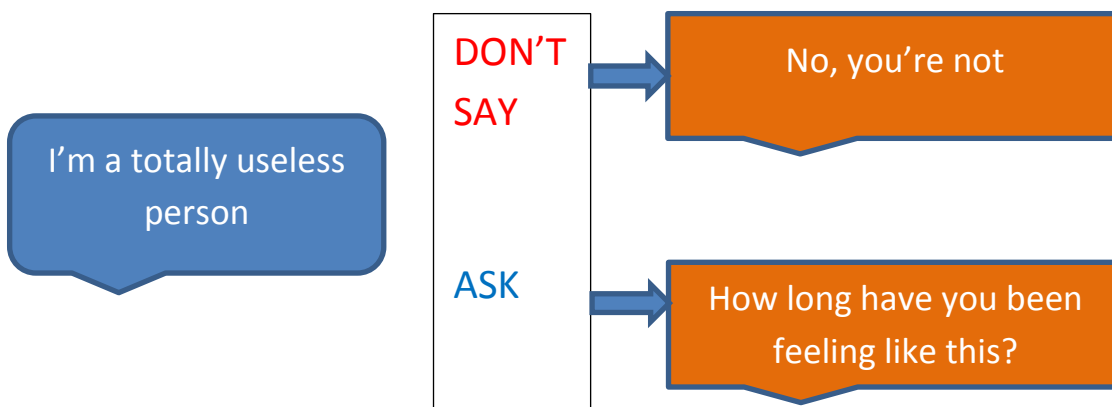 I’m a totally useless
person
DON’T
SAY
No, you’re not
ASK
How long have you been
feeling like this?